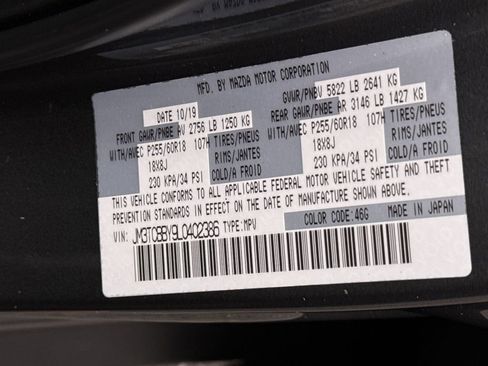 MFD. BY MAZDA MOTOR CORPORATION
DATE 10/19
GVWR/PNBV 5822 LB 2641 KG
FRONT GAWR/PNBE AV 2756 LB 1250 KG
REAR GAWR/PNBE AR 3146 LB 1427 KG
WITH/AVEC P255/60R18 107H TIRES/PNEUS
WITH/AVEC P255/60R18 107H TIRES/PNEUS
18X8J RIMS/JANTES
18X8J RIMS/JANTES
230 KPA/34 PSI COLD/A FROID
230 KPA/34 PSI COLD/A FROID
THIS VEHICLE CONFORMS TO ALL APPLICABLE FEDERAL MOTOR VEHICLE SAFETY AND THEFT
PREVENTION STANDARDS IN EFFECT ON THE DATE OF MANUFACTURE SHOWN ABOVE.
VIN: JM3TCBBY9L0402386 TYPE:MPV
COLOR CODE:46G MADE IN JAPAN